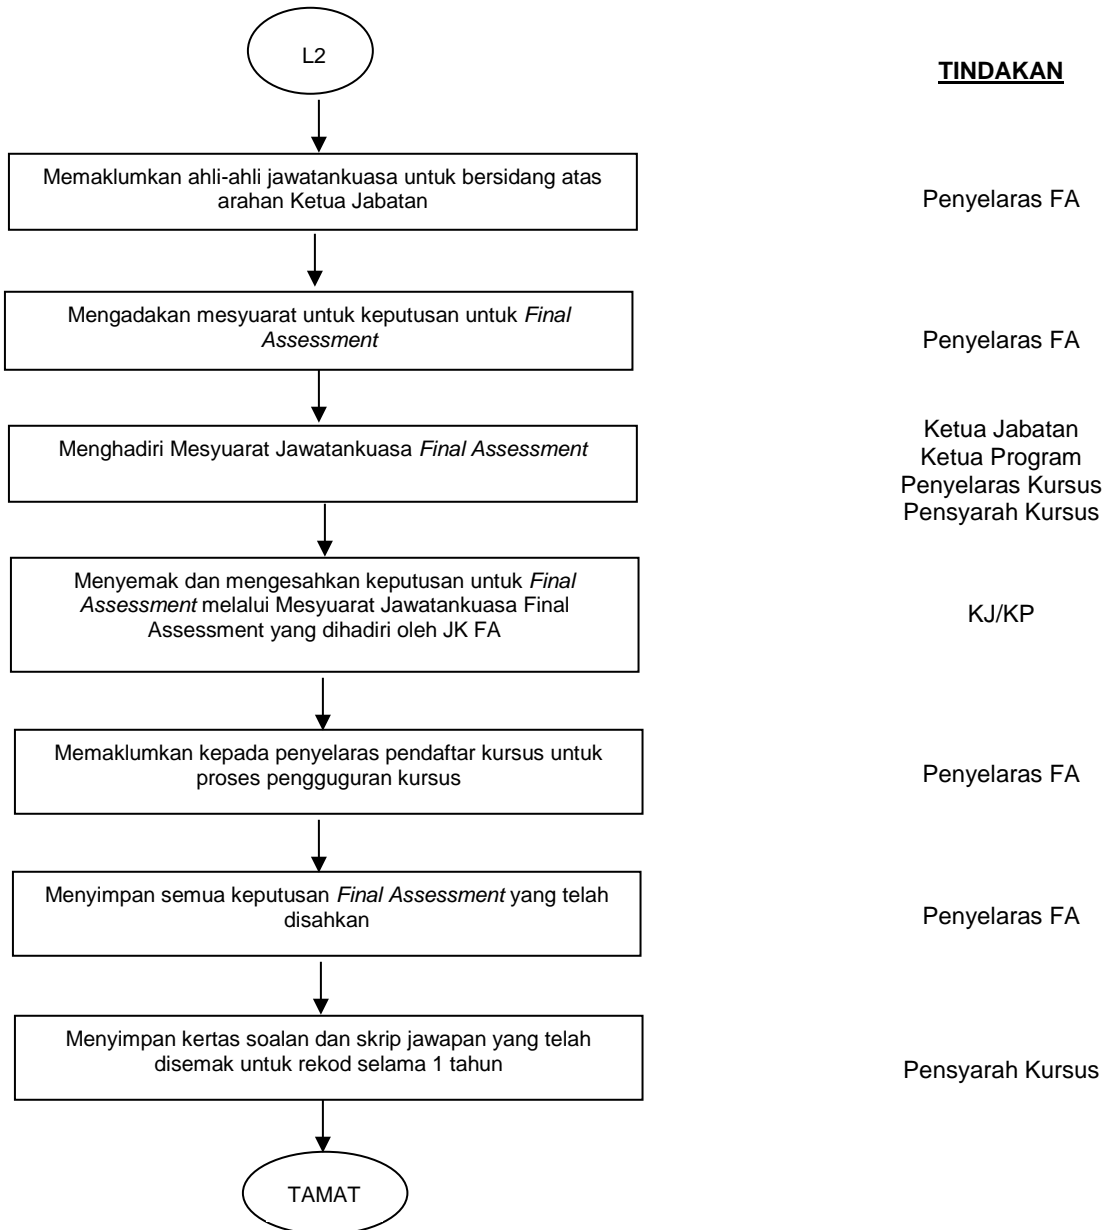 L2
TINDAKAN
Memaklumkan ahli-ahli jawatankuasa untuk bersidang atas
arahan Ketua Jabatan
Penyelaras FA
Mengadakan mesyuarat untuk keputusan untuk Final
Assessment
Penyelaras FA
Menghadiri Mesyuarat Jawatankuasa Final Assessment
Ketua Jabatan
Ketua Program
Penyelaras Kursus
Pensyarah Kursus
Menyemak dan mengesahkan keputusan untuk Final
Assessment melalui Mesyuarat Jawatankuasa Final
Assessment yang dihadiri oleh JK FA
KJ/KP
Memaklumkan kepada penyelaras pendaftar kursus untuk
proses pengguguran kursus
Penyelaras FA
Menyimpan semua keputusan Final Assessment yang telah
disahkan
Penyelaras FA
Menyimpan kertas soalan dan skrip jawapan yang telah
disemak untuk rekod selama 1 tahun
Pensyarah Kursus
TAMAT